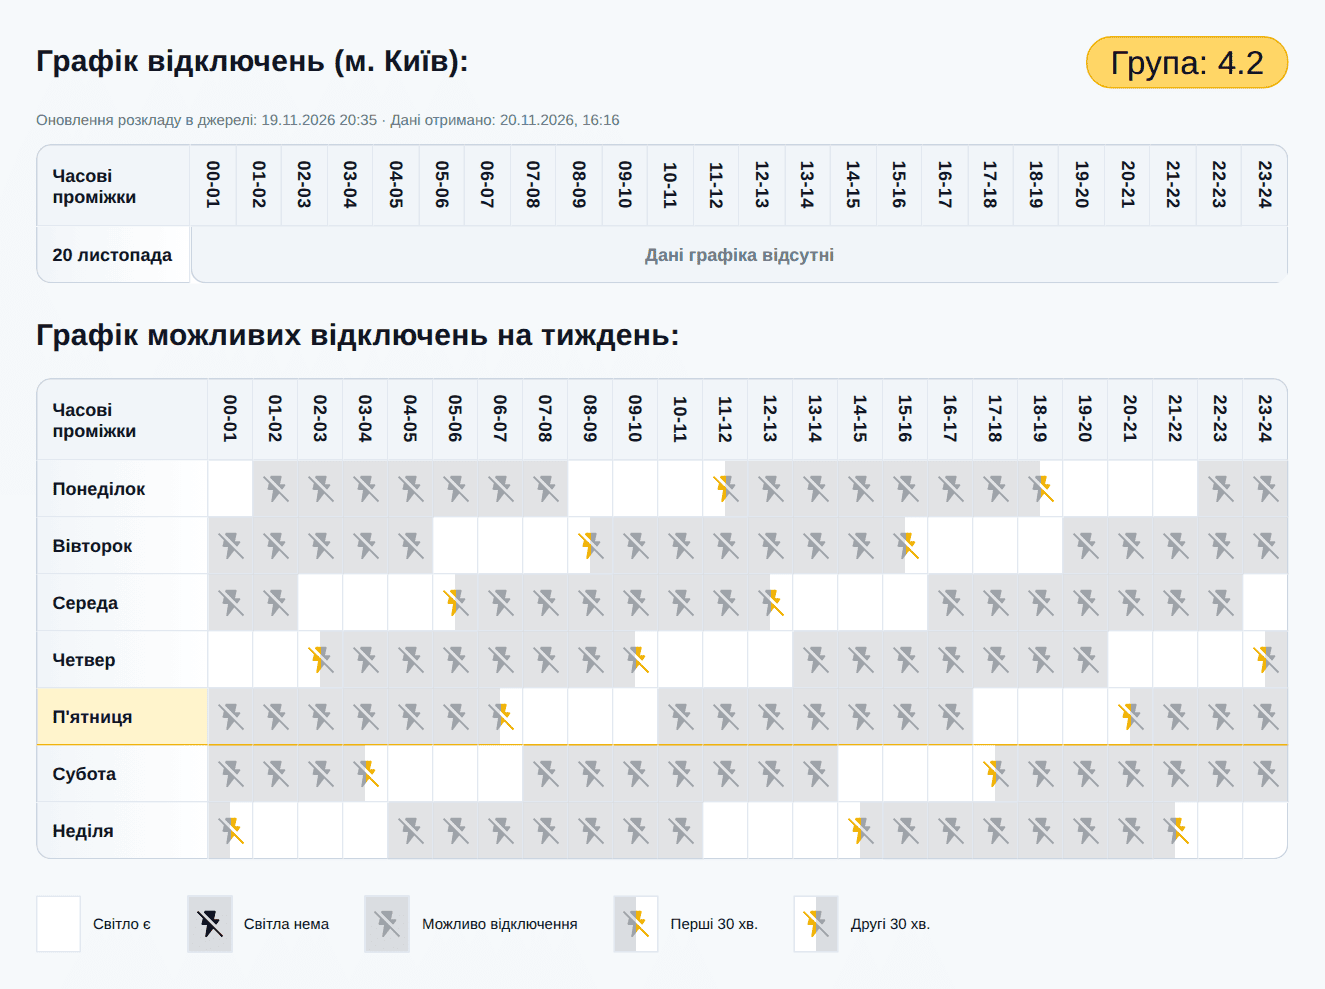 Графік відключень (м. Київ):
Група: 4.2
Оновлення розкладу в джерелі: 19.11.2026 20:35 · Дані отримано: 20.11.2026, 16:16
Часові проміжки 00-01 01-02 02-03 03-04 04-05 05-06 06-07 07-08 08-09 09-10 10-11 11-12 12-13 13-14 14-15 15-16 16-17 17-18 18-19 19-20 20-21 21-22 22-23 23-24
20 листопада Дані графіка відсутні
Графік можливих відключень на тиждень:
Часові проміжки 00-01 01-02 02-03 03-04 04-05 05-06 06-07 07-08 08-09 09-10 10-11 11-12 12-13 13-14 14-15 15-16 16-17 17-18 18-19 19-20 20-21 21-22 22-23 23-24
Понеділок
Вівторок
Середа
Четвер
П'ятниця
Субота
Неділя
Світло є Світла нема Можливо відключення Перші 30 хв. Другі 30 хв.